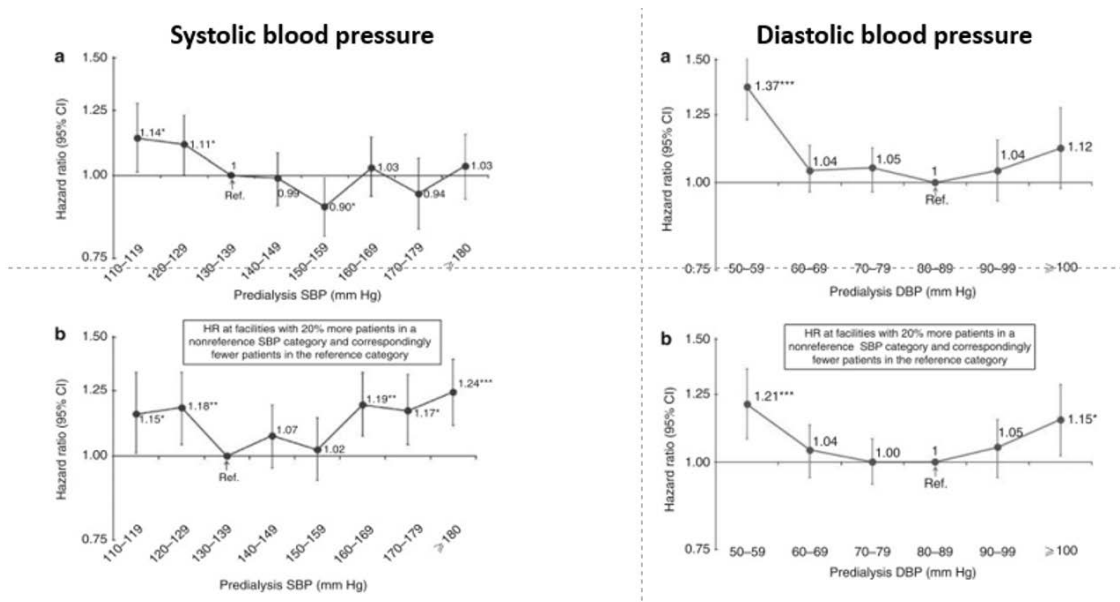 Systolic blood pressure
a
Hazard ratio (95% CI)
1.50
1.25
1.00
0.75
1.14*
1.11*
1
Ref.
0.99
0.90*
1.03
0.94
1.03
110–119
120–129
130–139
140–149
150–159
160–169
170–179
⩾180
Predialysis SBP (mm Hg)
b
Hazard ratio (95% CI)
1.50
1.25
1.00
0.75
HR at facilities with 20% more patients in a
nonreference SBP category and correspondingly
fewer patients in the reference category
1.15*
1.18**
Ref.
1.07
1.02
1.19**
1.17*
1.24***
110–119
120–129
130–139
140–149
150–159
160–169
170–179
⩾180
Predialysis SBP (mm Hg)
Diastolic blood pressure
a
Hazard ratio (95% CI)
1.50
1.25
1.00
0.75
1.37***
1.04
1.05
1
Ref.
1.04
1.12
50–59
60–69
70–79
80–89
90–99
⩾100
Predialysis DBP (mm Hg)
b
Hazard ratio (95% CI)
1.50
1.25
1.00
0.75
HR at facilities with 20% more patients in a
nonreference SBP category and correspondingly
fewer patients in the reference category
1.21***
1.04
1.00
1
Ref.
1.05
1.15*
50–59
60–69
70–79
80–89
90–99
⩾100
Predialysis DBP (mm Hg)